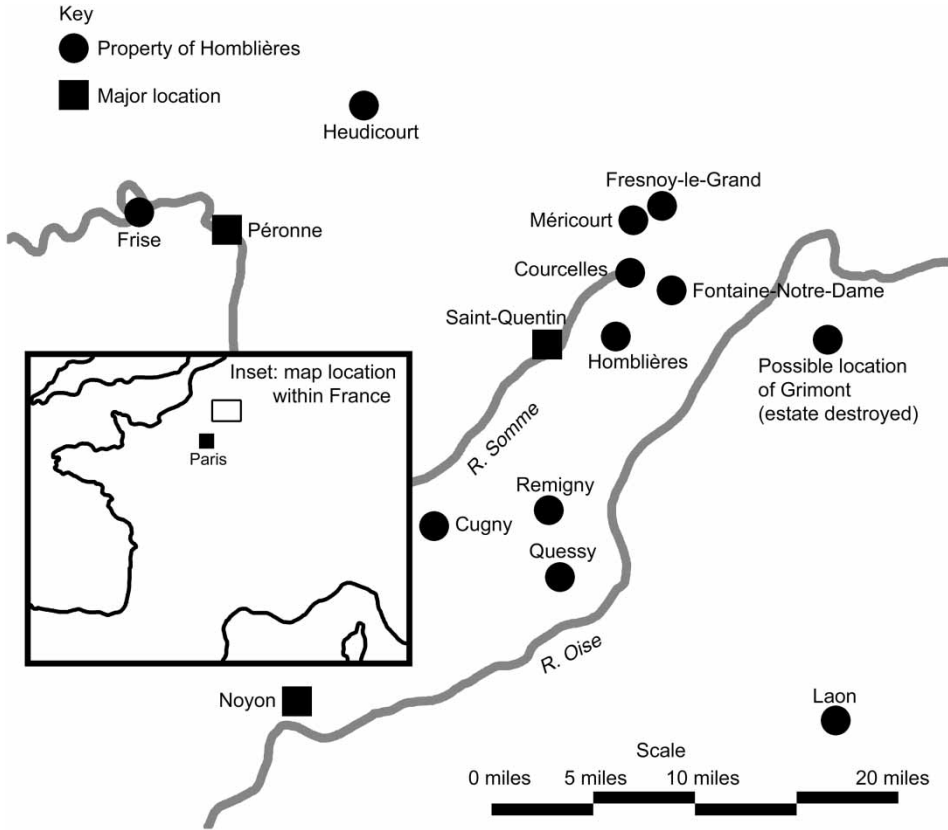 Key
Property of Homblières
Major location
Heudicourt
Fresnoy-le-Grand
Méricourt
Frise
Péronne
Courcelles
Fontaine-Notre-Dame
Saint-Quentin
Homblières
Possible location
of Grimont
(estate destroyed)
Inset: map location
within France
Paris
R. Somme
Remigny
Cugny
Quessy
R. Oise
Noyon
Laon
Scale
0 miles 5 miles 10 miles 20 miles